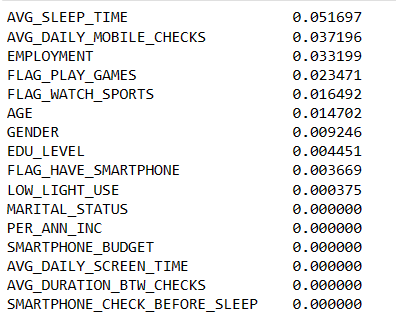 AVG_SLEEP_TIME 0.051697
AVG_DAILY_MOBILE_CHECKS 0.037196
EMPLOYMENT 0.033199
FLAG_PLAY_GAMES 0.023471
FLAG_WATCH_SPORTS 0.016492
AGE 0.014702
GENDER 0.009246
EDU_LEVEL 0.004451
FLAG_HAVE_SMARTPHONE 0.003669
LOW_LIGHT_USE 0.000375
MARITAL_STATUS 0.000000
PER_ANN_INC 0.000000
SMARTPHONE_BUDGET 0.000000
AVG_DAILY_SCREEN_TIME 0.000000
AVG_DURATION_BTW_CHECKS 0.000000
SMARTPHONE_CHECK_BEFORE_SLEEP 0.000000